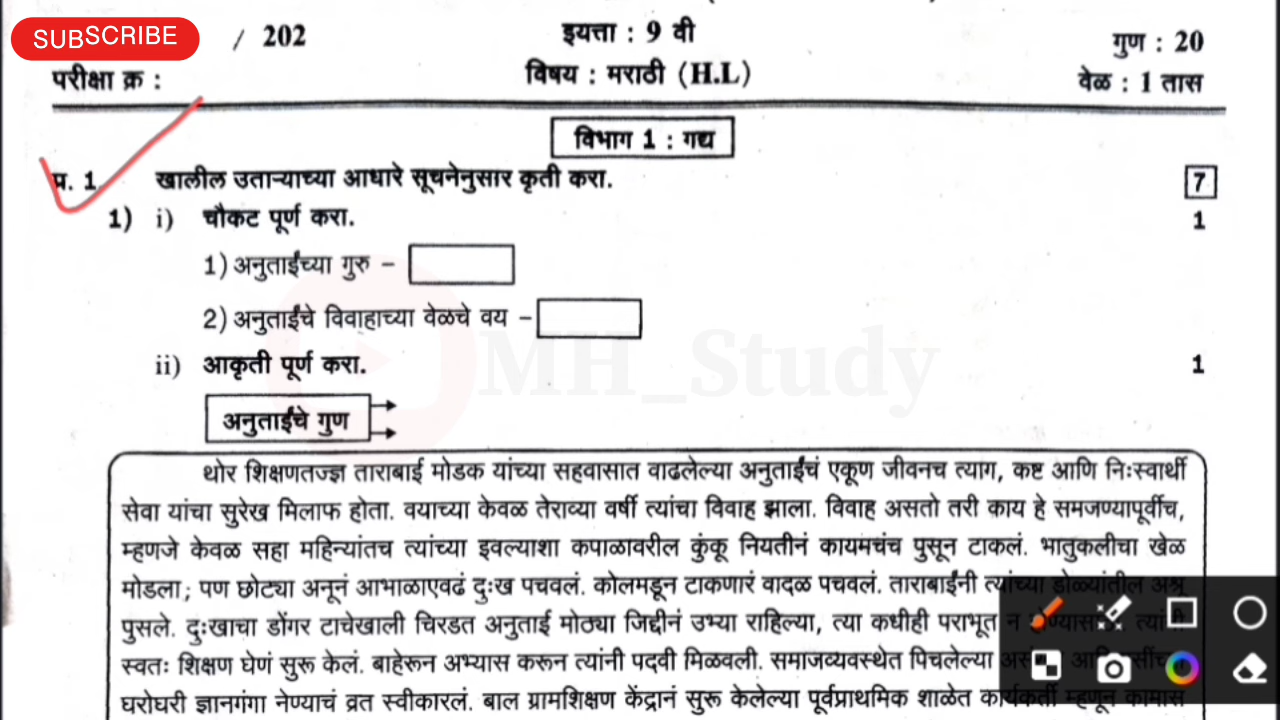 SUBSCRIBE
/ 202
इयत्ता : 9 वी
गुण : 20
परीक्षा क्र :
विषय : मराठी (H.L)
वेळ : 1 तास
विभाग 1 : गद्य
प्र. 1 खालील उताऱ्याच्या आधारे सूचनेनुसार कृती करा. 7
1) i) चौकट पूर्ण करा. 1
1) अनुताईंच्या गुरु –
2) अनुताईंचे विवाहाच्या वेळचे वय –
MH_Study
ii) आकृती पूर्ण करा. 1
अनुताईंचे गुण
थोर शिक्षणतज्ज्ञ ताराबाई मोडक यांच्या सहवासात वाढलेल्या अनुताईंचं एकूण जीवनच त्याग, कष्ट आणि निःस्वार्थी
सेवा यांचा सुरेख मिलाफ होता. वयाच्या केवळ तेराव्या वर्षी त्यांचा विवाह झाला. विवाह असतो तरी काय हे समजण्यापूर्वीच,
म्हणजे केवळ सहा महिन्यांतच त्यांच्या इवल्याशा कपाळावरील कुंकू नियतीनं कायमचंच पुसून टाकलं. भातुकलीचा खेळ
मोडला; पण छोट्या अनूनं आभाळाएवढं दुःख पचवलं. कोलमडून टाकणारं वादळ पचवलं. ताराबाईंनी त्यांच्या डोळ्यांतील अश्रू
पुसले. दुःखाचा डोंगर टाचेखाली चिरडत अनुताई मोठ्या जिद्दीनं उभ्या राहिल्या, त्या कधीही पराभूत न
स्वतः शिक्षण घेणं सुरू केलं. बाहेरून अभ्यास करून त्यांनी पदवी मिळवली. समाजव्यवस्थेत पिचलेल्या
घरोघरी ज्ञानगंगा नेण्याचं व्रत स्वीकारलं. बाल ग्रामशिक्षण केंद्रानं सुरू केलेल्या पूर्वप्राथमिक शाळेत कार्यकर्ती म्हणून कामास